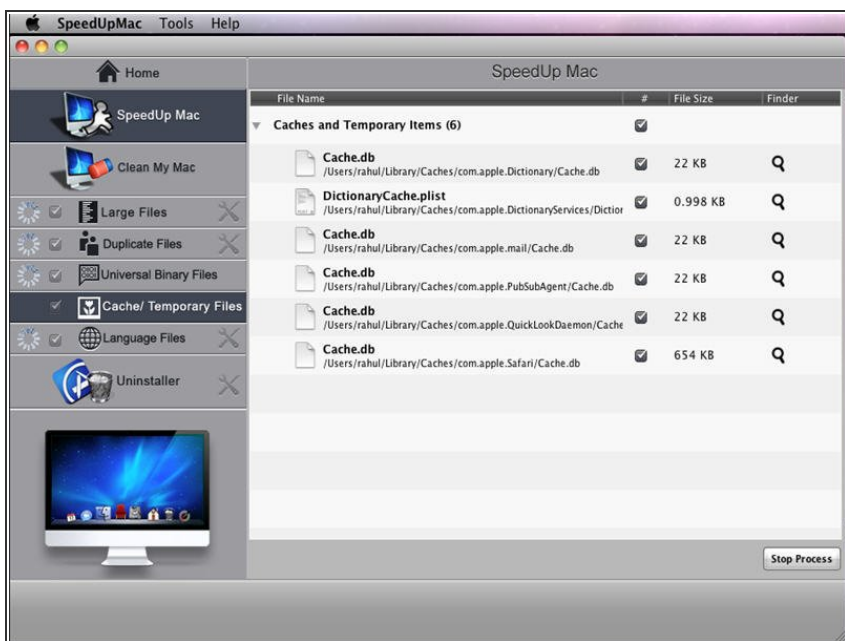 SpeedUpMac Tools Help
Home
SpeedUp Mac
SpeedUp Mac
Clean My Mac
Large Files
Duplicate Files
Universal Binary Files
Cache/ Temporary Files
Language Files
Uninstaller
File Name # File Size Finder
Caches and Temporary Items (6)
Cache.db
/Users/rahul/Library/Caches/com.apple.Dictionary/Cache.db
22 KB
DictionaryCache.plist
/Users/rahul/Library/Caches/com.apple.DictionaryServices/Diction
0.998 KB
Cache.db
/Users/rahul/Library/Caches/com.apple.mail/Cache.db
22 KB
Cache.db
/Users/rahul/Library/Caches/com.apple.PubSubAgent/Cache.db
22 KB
Cache.db
/Users/rahul/Library/Caches/com.apple.QuickLookDaemon/Cache
22 KB
Cache.db
/Users/rahul/Library/Caches/com.apple.Safari/Cache.db
654 KB
Stop Process